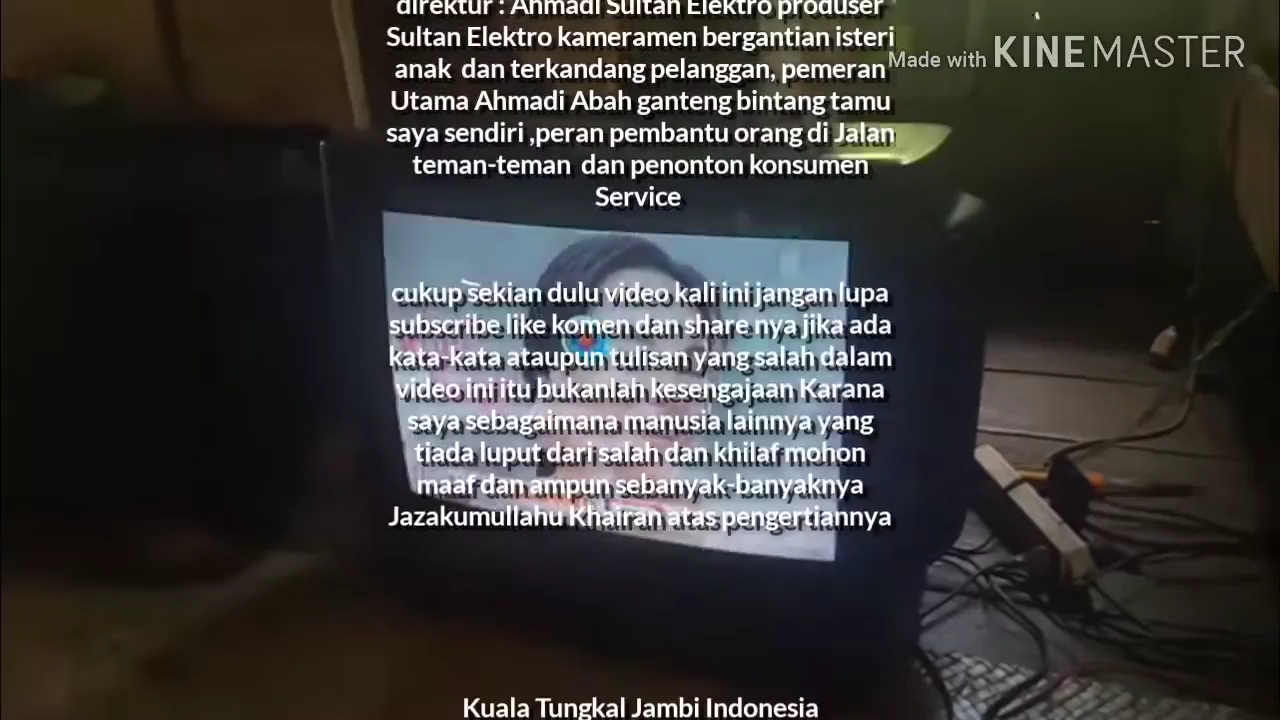 direktur : Ahmadi Sultan Elektro produser
Sultan Elektro kameramen bergantian isteri
anak dan terkandang pelanggan, pemeran
Utama Ahmadi Abah ganteng bintang tamu
saya sendiri ,peran pembantu orang di Jalan
teman-teman dan penonton konsumen
Service
Made with KINEMASTER
cukup sekian dulu video kali ini jangan lupa
subscribe like komen dan share nya jika ada
kata-kata ataupun tulisan yang salah dalam
video ini itu bukanlah kesengajaan Karana
saya sebagaimana manusia lainnya yang
tiada luput dari salah dan khilaf mohon
maaf dan ampun sebanyak-banyaknya
Jazakumullahu Khairan atas pengertiannya
Kuala Tungkal Jambi Indonesia